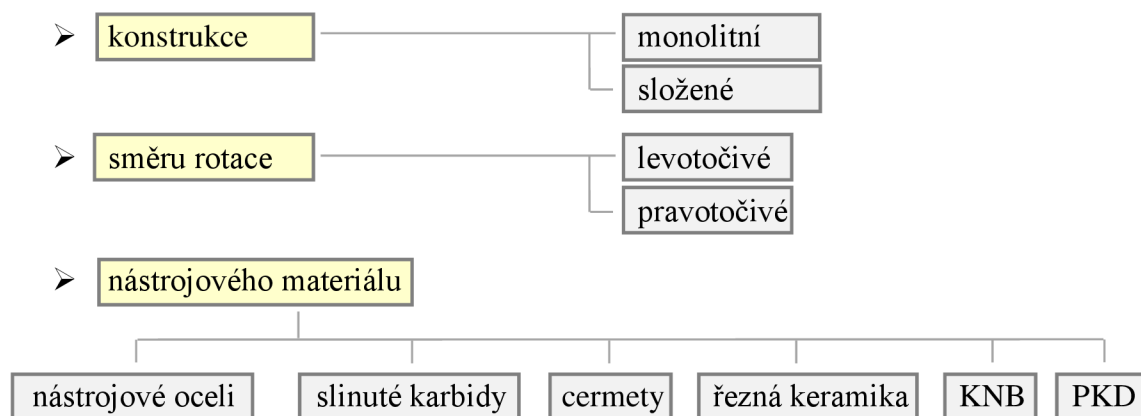 ➢ konstrukce
monolitní
složené
➢ směru rotace
levotočivé
pravotočivé
➢ nástrojového materiálu
nástrojové oceli slinuté karbidy cermety řezná keramika KNB PKD